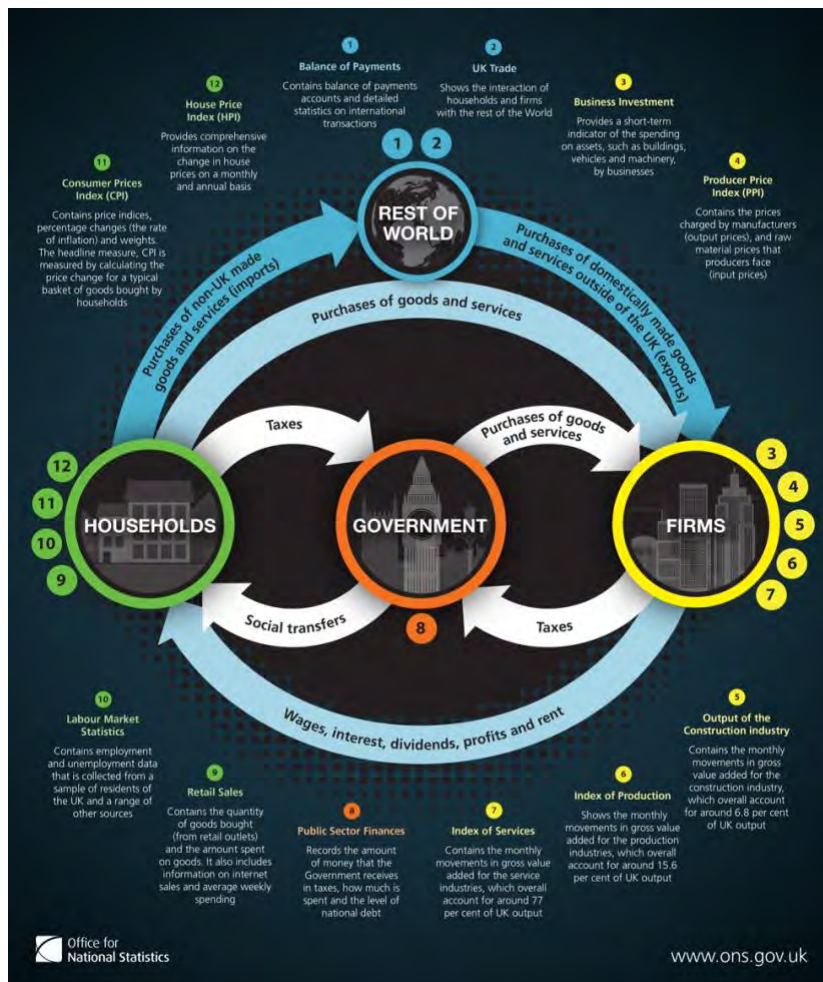 1
Balance of Payments
Contains balance of payments
accounts and detailed
statistics on international
transactions
2
UK Trade
Shows the interaction of
households and firms
with the rest of the World
3
Business Investment
Provides a short-term
indicator of the spending
on assets, such as buildings,
vehicles and machinery,
by businesses
4
Producer Price
Index (PPI)
Contains the prices
charged by manufacturers
(output prices), and raw
material prices that
producers face
(input prices)
12
House Price
Index (HPI)
Provides comprehensive
information on the
change in house
prices on a monthly
and annual basis
11
Consumer Prices
Index (CPI)
Contains price indices,
percentage changes (the rate
of inflation) and weights.
The headline measure, CPI is
measured by calculating the
price change for a typical
basket of goods bought by
households
1 2
REST OF
WORLD
Purchases of non-UK made
goods and services (imports)
Purchases of domestically made goods
and services outside of the UK (exports)
Purchases of goods and services
Taxes
Purchases of goods
and services
12
11
10
9
HOUSEHOLDS
GOVERNMENT
FIRMS
3
4
5
6
7
8
Social transfers
Taxes
Wages, interest, dividends, profits and rent
10
Labour Market
Statistics
Contains employment
and unemployment data
that is collected from a
sample of residents of
the UK and a range of
other sources
9
Retail Sales
Contains the quantity
of goods bought
(from retail outlets)
and the amount spent
on goods. It also includes
information on internet
sales and average weekly
spending
8
Public Sector Finances
Records the amount
of money that the
Government receives
in taxes, how much is
spent and the level of
national debt
7
Index of Services
Contains the monthly
movements in gross value
added for the service
industries, which overall
account for around 77
per cent of UK output
6
Index of Production
Shows the monthly
movements in gross value
added for the production
industries, which overall
account for around 15.6
per cent of UK output
5
Output of the
Construction industry
Contains the monthly
movements in gross
value added for the
construction industry,
which overall account
for around 6.8 per cent
of UK output
Office for
National Statistics
www.ons.gov.uk